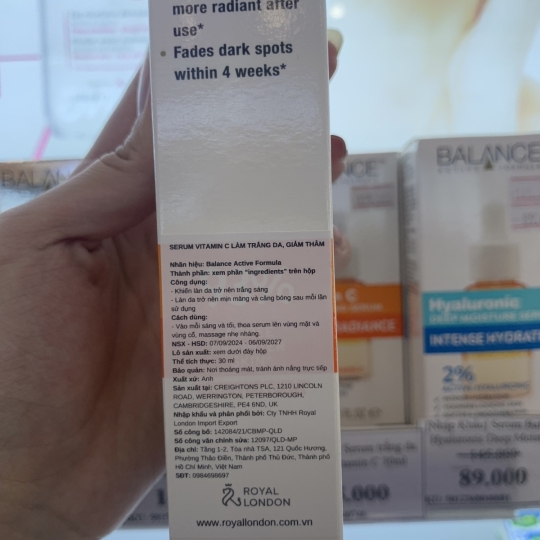 more radiant after
use*
• Fades dark spots
within 4 weeks*
SERUM VITAMIN C LÀM TRẮNG DA, GIẢM THÂM
Nhãn hiệu: Balance Active Formula
Thành phần: xem phần "ingredients" trên hộp
Công dụng:
- Khiến làn da trở nên trắng sáng
- Làn da trở nên mịn màng và căng bóng sau mỗi lần
sử dụng
Cách dùng:
- Vào mỗi sáng và tối, thoa serum lên vùng mặt và
vùng cổ, massage nhẹ nhàng.
NSX - HSD: 07/09/2024 - 06/09/2027
Lô sản xuất: xem dưới đáy hộp
Thể tích thực: 30 ml
Bảo quản: Nơi thoáng mát, tránh ánh nắng trực tiếp
Xuất xứ: Anh
Sản xuất tại: CREIGHTONS PLC. 1210 LINCOLN
ROAD, WERRINGTON, PETERBOROUGH,
CAMBRIDGESHIRE, PE4 6ND, UK
Nhập khẩu và phân phối bởi: Cty TNHH Royal
London Import Export
Số công bố: 142084/21/CBMP-QLD
Số công văn chính sửa: 12097/QLD-MP
Địa chỉ: Tầng 1-2, Tòa nhà TSA, 121 Quốc Hương,
Phường Thảo Điền, Thành phố Thủ Đức, Thành phố
Hồ Chí Minh, Việt Nam
SĐT: 0984698697
ROYAL
LONDON
www.royallondon.com.vn
BALANCE
C
RADIANCE
.000
BALANCE
Hyaluronic
INTENSE HYDRATI
2%
89.000